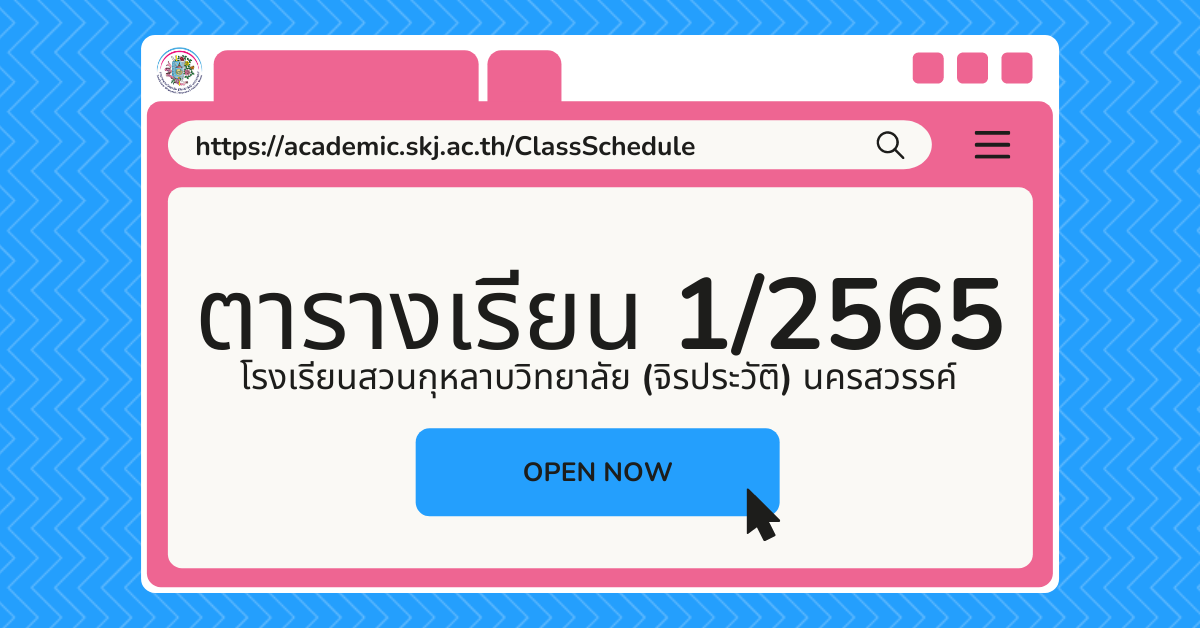 https://academic.skj.ac.th/ClassSchedule
ตารางเรียน 1/2565
โรงเรียนสวนกุหลาบวิทยาลัย (จิรประวัติ) นครสวรรค์
OPEN NOW